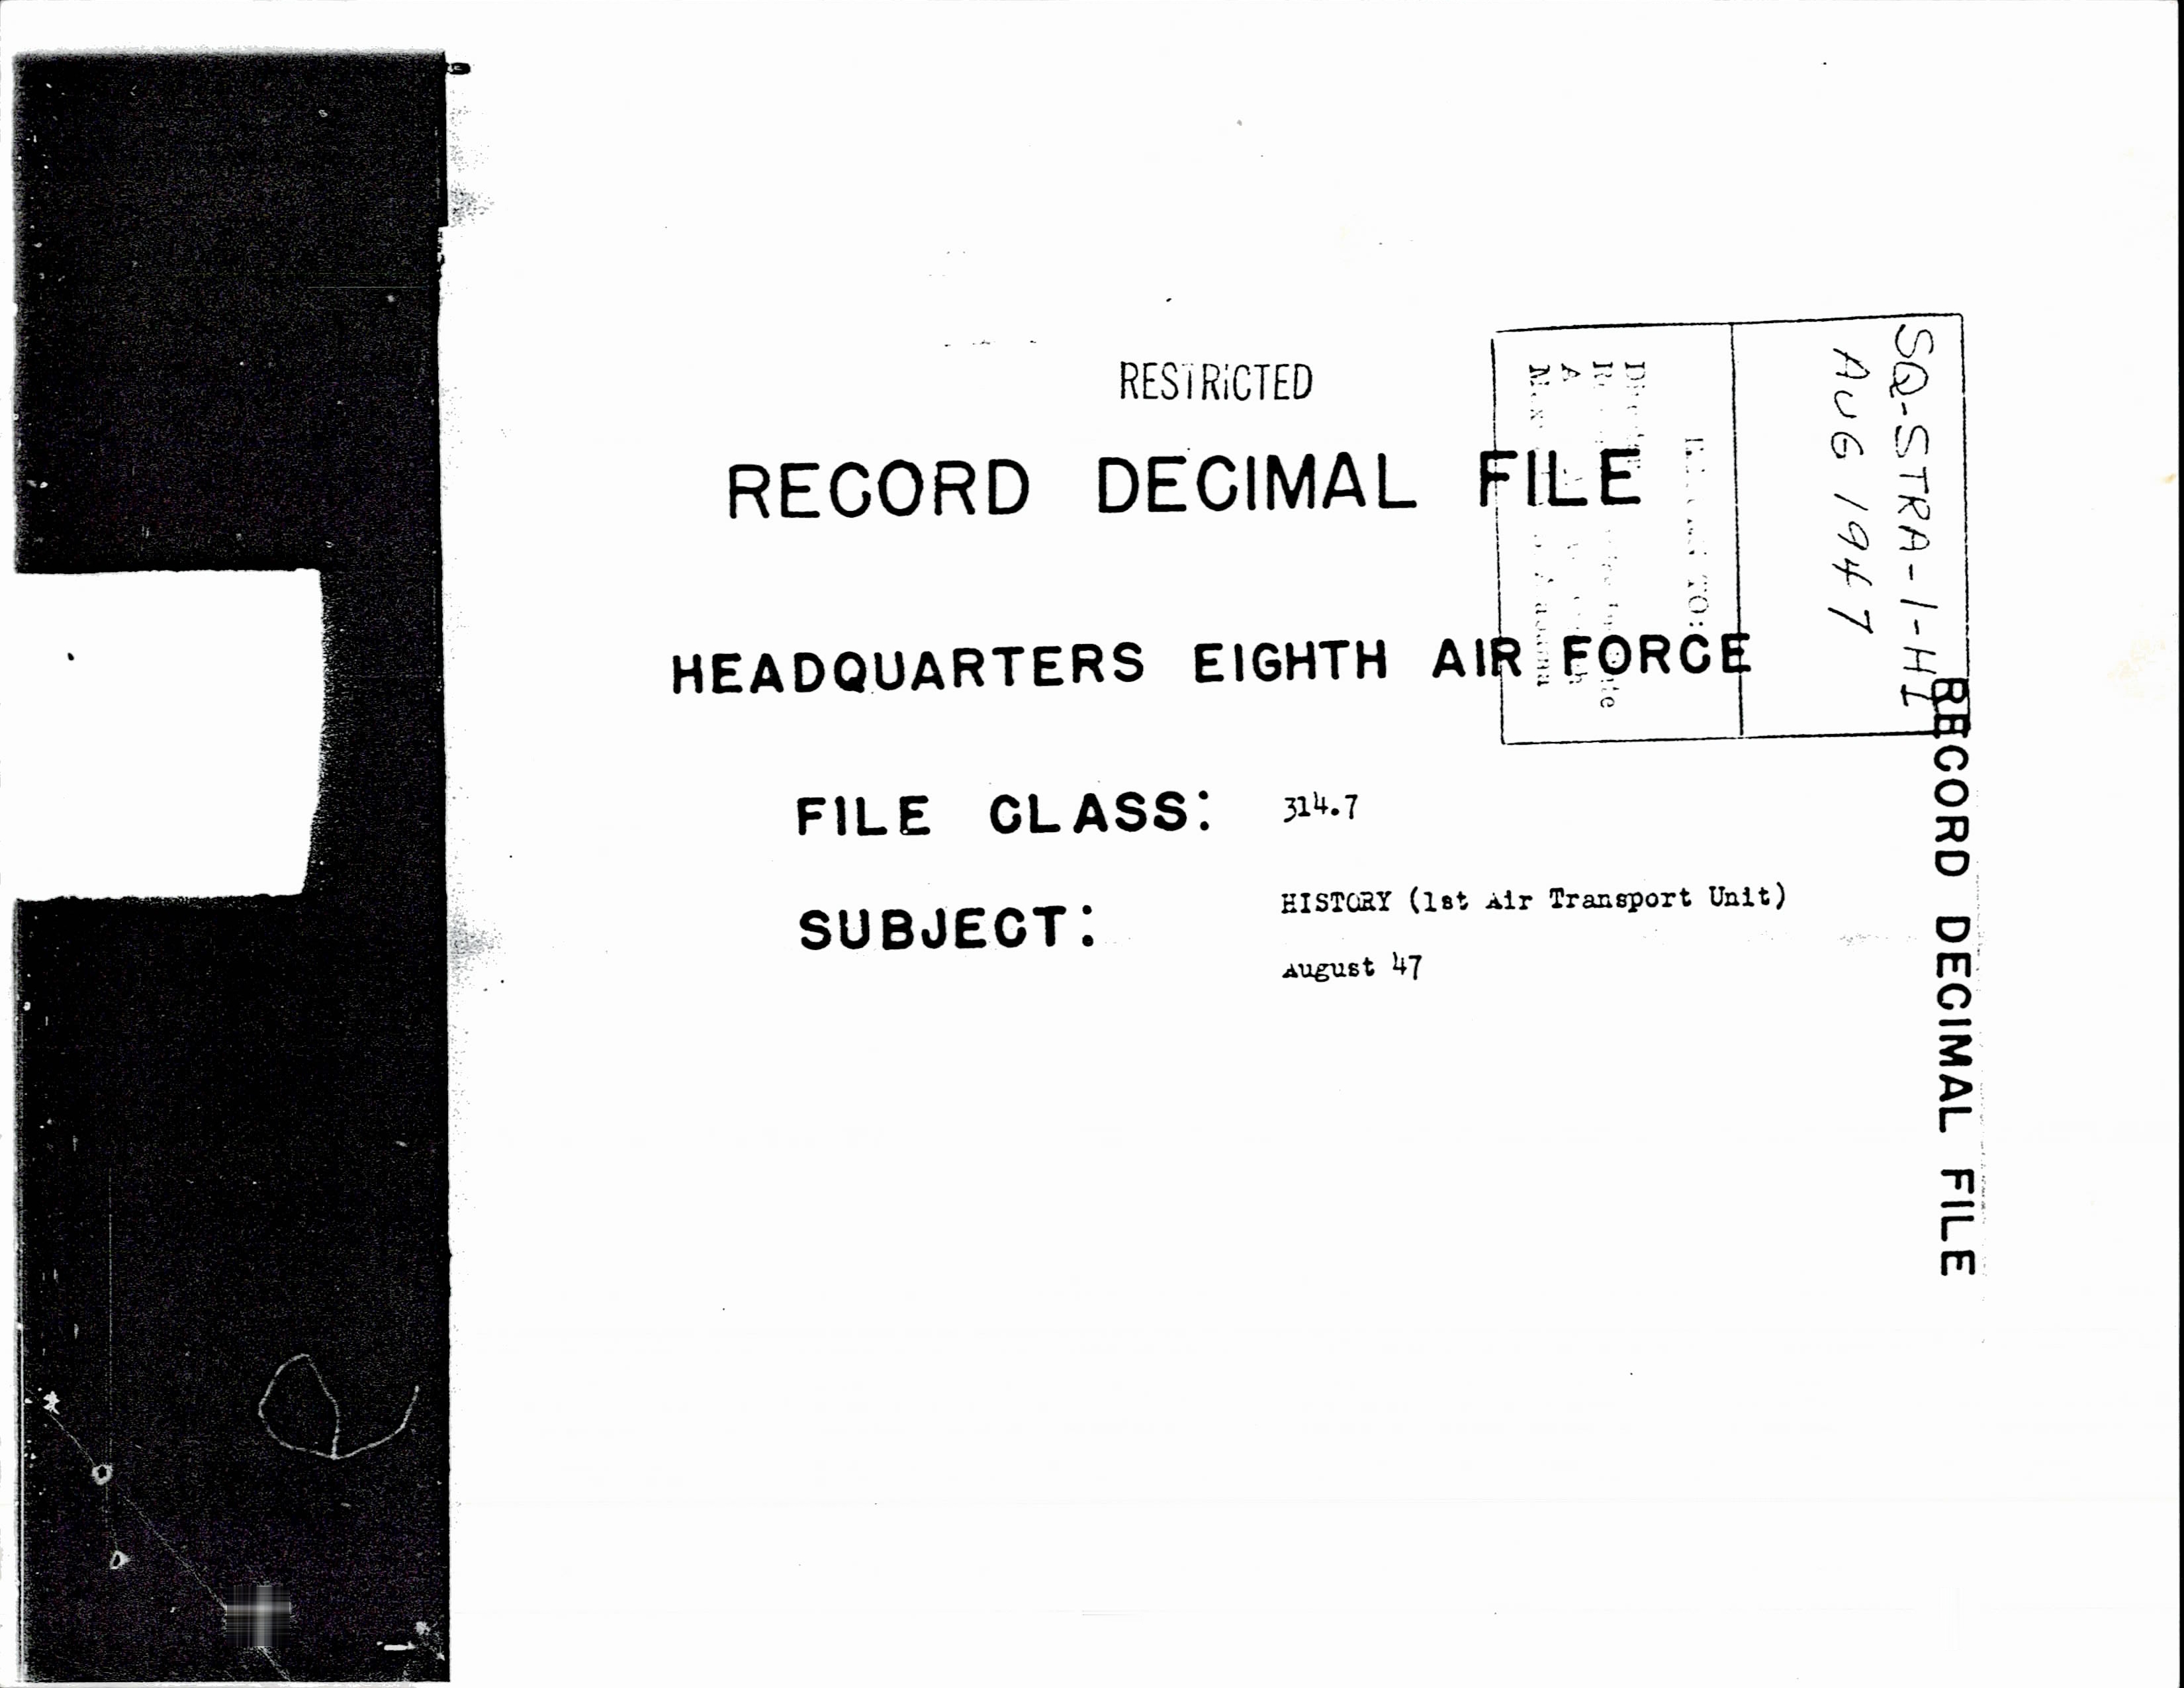 RESTRICTED
RECORD DECIMAL FILE
HEADQUARTERS EIGHTH AIR FORCE
FILE CLASS: 314.7
SUBJECT: HISTORY (1st Air Transport Unit)
August 47
SQ-STRA-1-HI
AUG 1947
TO:
RECORD DECIMAL FILE